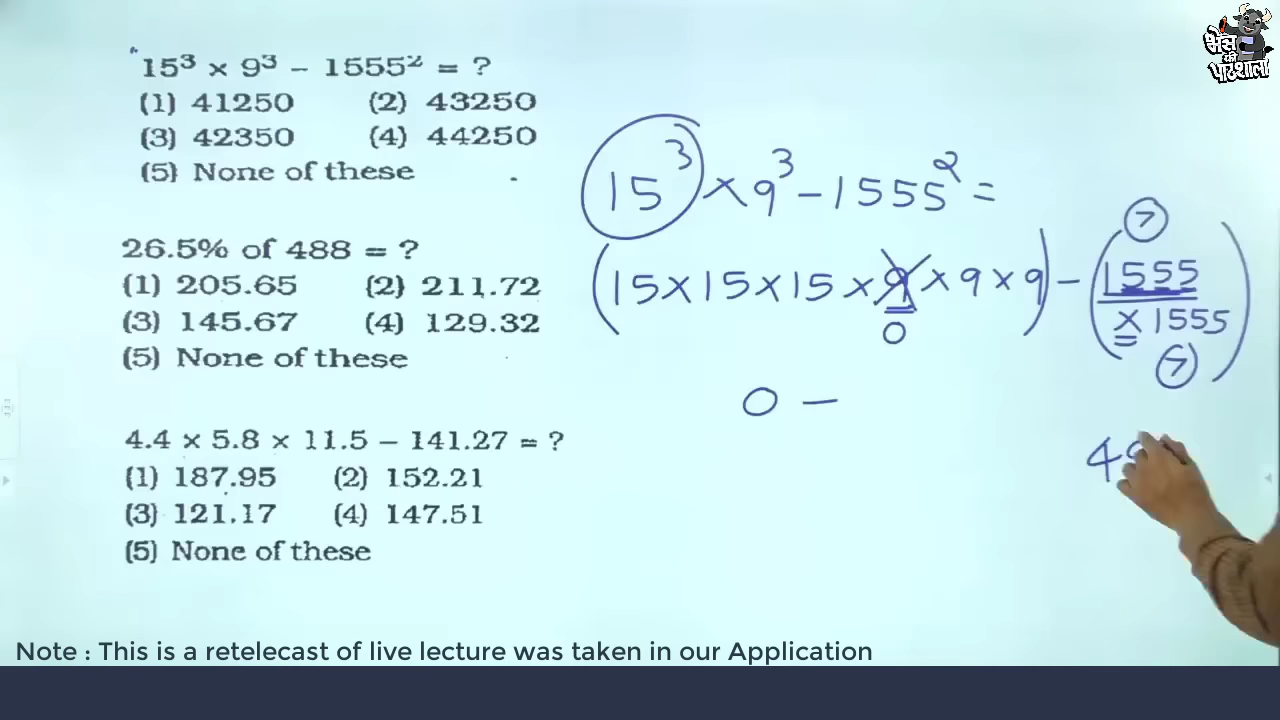 भैंस
की
पाठशाला
15³ × 9³ − 1555² = ?
(1) 41250 (2) 43250
(3) 42350 (4) 44250
(5) None of these
26.5% of 488 = ?
(1) 205.65 (2) 211.72
(3) 145.67 (4) 129.32
(5) None of these
4.4 × 5.8 × 11.5 − 141.27 = ?
(1) 187.95 (2) 152.21
(3) 121.17 (4) 147.51
(5) None of these
15³ × 9³ − 1555² =
7
(15 × 15 × 15 × 9 × 9 × 9) − (1555
× 1555)
0
7
0 −
Note : This is a retelecast of live lecture was taken in our Application